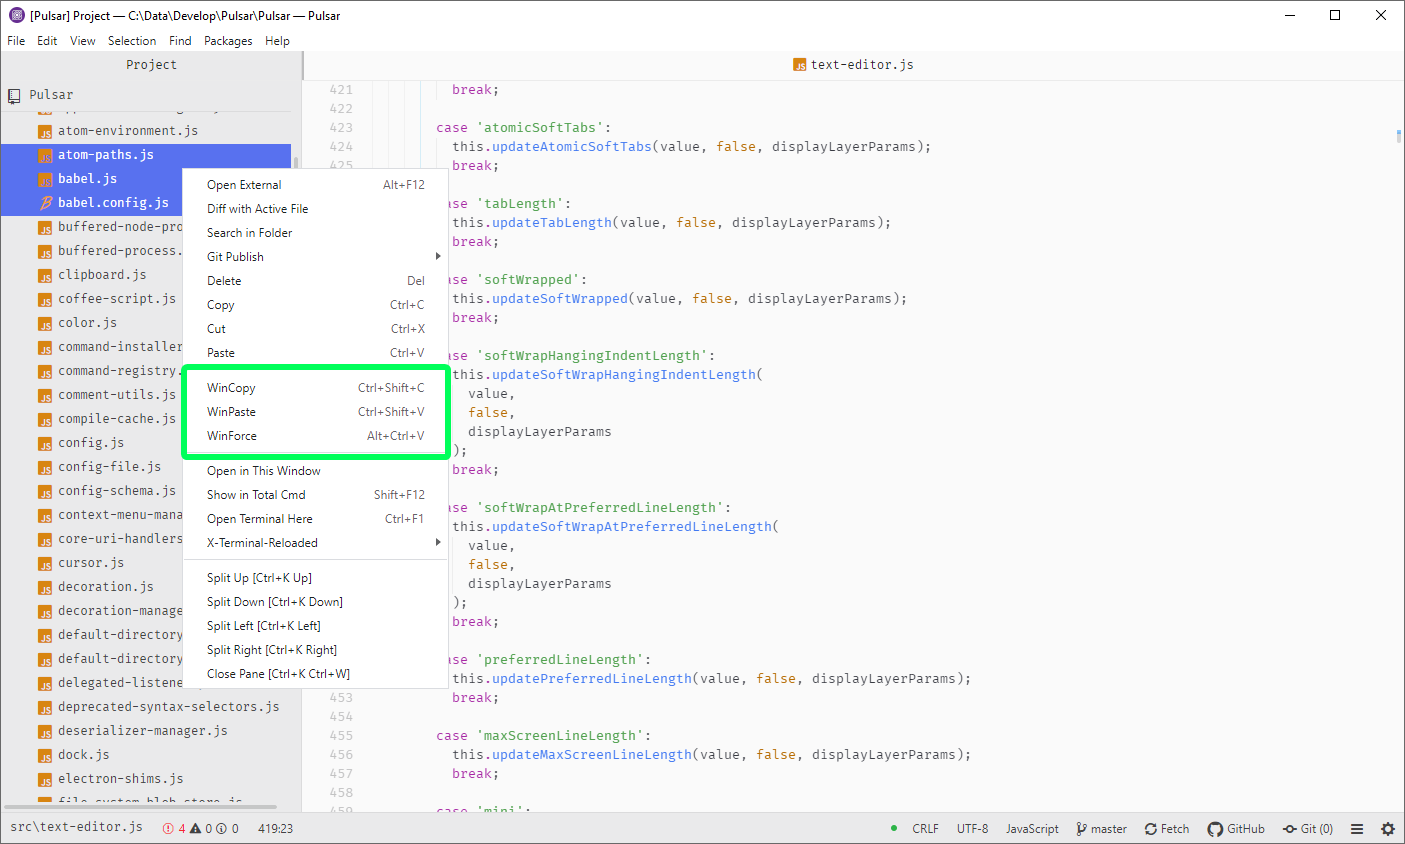 [Pulsar] Project — C:\Data\Develop\Pulsar\Pulsar — Pulsar
File Edit View Selection Find Packages Help
Project
Pulsar
atom-environment.js
atom-paths.js
babel.js
babel.config.js
buffered-node-pro
buffered-process.
clipboard.js
coffee-script.js
color.js
command-installer
command-registry.
comment-utils.js
compile-cache.js
config.js
config-file.js
config-schema.js
context-menu-mana
core-uri-handlers
cursor.js
decoration.js
decoration-manage
default-directory
default-directory
delegated-listene
deprecated-syntax-selectors.js
deserializer-manager.js
dock.js
electron-shims.js
file-system-blob-store.js
Open External Alt+F12
Diff with Active File
Search in Folder
Git Publish
Delete Del
Copy Ctrl+C
Cut Ctrl+X
Paste Ctrl+V
WinCopy Ctrl+Shift+C
WinPaste Ctrl+Shift+V
WinForce Alt+Ctrl+V
Open in This Window
Show in Total Cmd Shift+F12
Open Terminal Here Ctrl+F1
X-Terminal-Reloaded
Split Up [Ctrl+K Up]
Split Down [Ctrl+K Down]
Split Left [Ctrl+K Left]
Split Right [Ctrl+K Right]
Close Pane [Ctrl+K Ctrl+W]
text-editor.js
421 break;
422
423 case 'atomicSoftTabs':
424 this.updateAtomicSoftTabs(value, false, displayLayerParams);
425 break;
ase 'tabLength':
this.updateTabLength(value, false, displayLayerParams);
break;
ase 'softWrapped':
this.updateSoftWrapped(value, false, displayLayerParams);
break;
ase 'softWrapHangingIndentLength':
this.updateSoftWrapHangingIndentLength(
value,
false,
displayLayerParams
);
break;
ase 'softWrapAtPreferredLineLength':
this.updateSoftWrapAtPreferredLineLength(
value,
false,
displayLayerParams
);
break;
ase 'preferredLineLength':
this.updatePreferredLineLength(value, false, displayLayerParams);
453 break;
454
455 case 'maxScreenLineLength':
456 this.updateMaxScreenLineLength(value, false, displayLayerParams);
457 break;
458
459 case 'mini':
src\text-editor.js 4 0 0 419:23 CRLF UTF-8 JavaScript master Fetch GitHub Git (0)